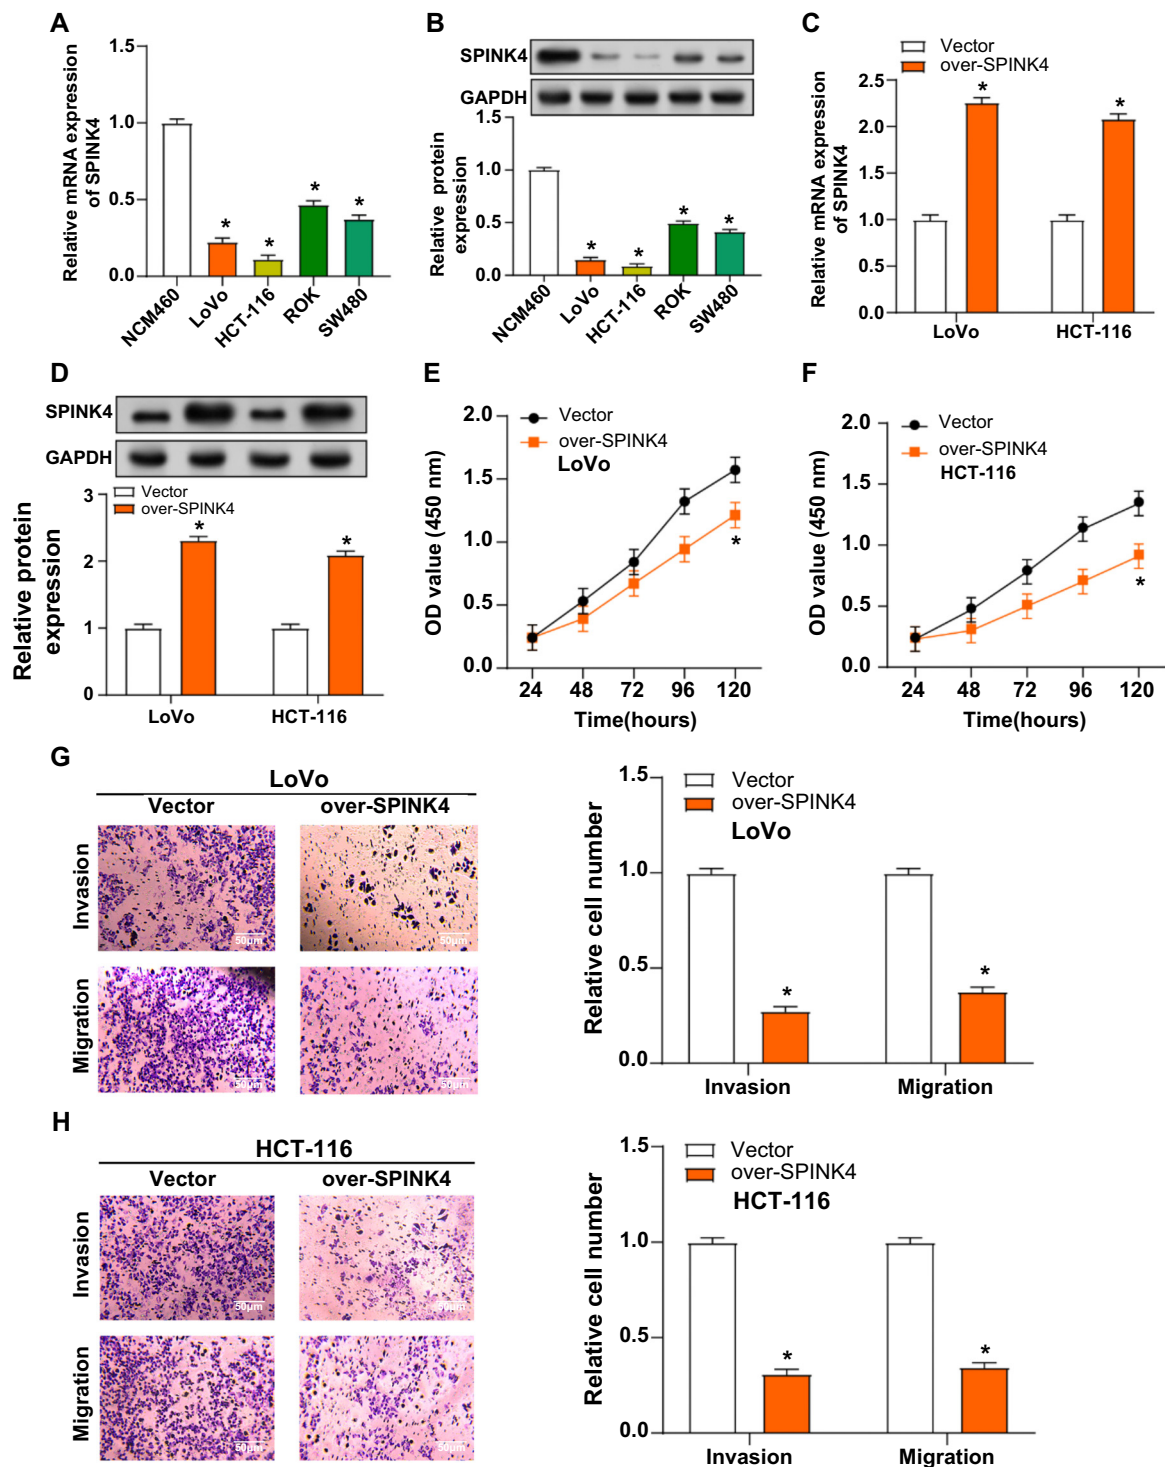 A
Relative mRNA expression
of SPINK4
1.5
1.0
0.5
0.0
*
*
*
*
NCM460
LoVo
HCT-116
ROK
SW480
B
SPINK4
GAPDH
Relative protein
expression
1.5
1.0
0.5
0.0
*
*
*
*
NCM460
LoVo
HCT-116
ROK
SW480
C
Vector
over-SPINK4
Relative mRNA expression
of SPINK4
2.5
2.0
1.5
1.0
0.5
0.0
*
*
LoVo
HCT-116
D
SPINK4
GAPDH
Relative protein
expression
3
2
1
0
Vector
over-SPINK4
*
*
LoVo
HCT-116
E
OD value (450 nm)
2.0
1.5
1.0
0.5
0.0
Vector
over-SPINK4
LoVo
*
24 48 72 96 120
Time(hours)
F
OD value (450 nm)
2.0
1.5
1.0
0.5
0.0
Vector
over-SPINK4
HCT-116
*
24 48 72 96 120
Time(hours)
G
LoVo
Vector over-SPINK4
Invasion
50μm
50μm
Migration
50μm
50μm
Relative cell number
1.5
1.0
0.5
0.0
Vector
over-SPINK4
LoVo
*
*
Invasion Migration
H
HCT-116
Vector over-SPINK4
Invasion
50μm
50μm
Migration
50μm
50μm
Relative cell number
1.5
1.0
0.5
0.0
Vector
over-SPINK4
HCT-116
*
*
Invasion Migration